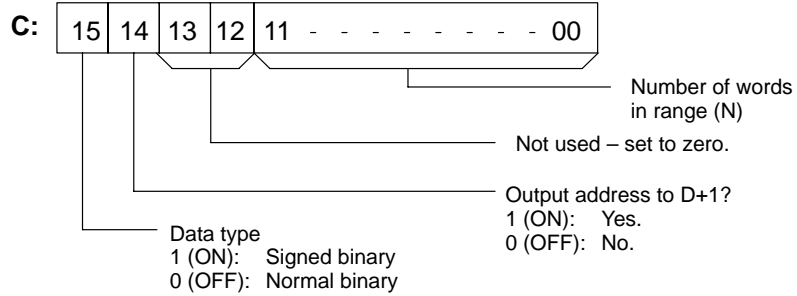 C: 15 14 13 12 11 - - - - - - - - 00
Number of words
in range (N)
Not used – set to zero.
Output address to D+1?
1 (ON): Yes.
0 (OFF): No.
Data type
1 (ON): Signed binary
0 (OFF): Normal binary